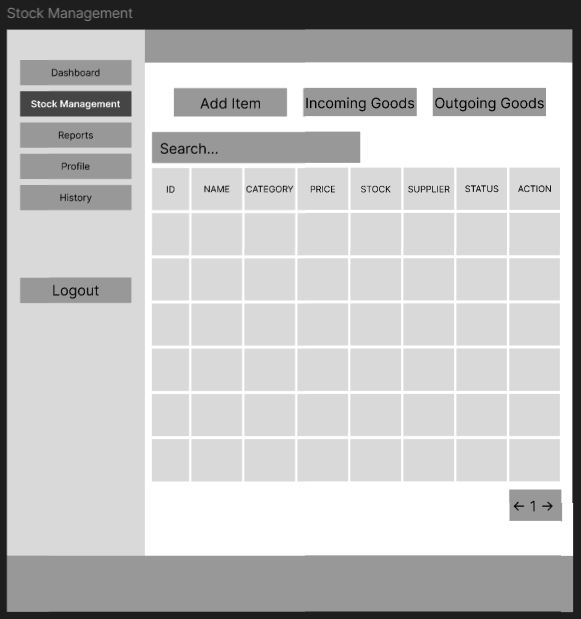 Stock Management
Dashboard
Stock Management
Reports
Profile
History
Logout
Add Item
Incoming Goods
Outgoing Goods
Search...
ID NAME CATEGORY PRICE STOCK SUPPLIER STATUS ACTION
← 1 →